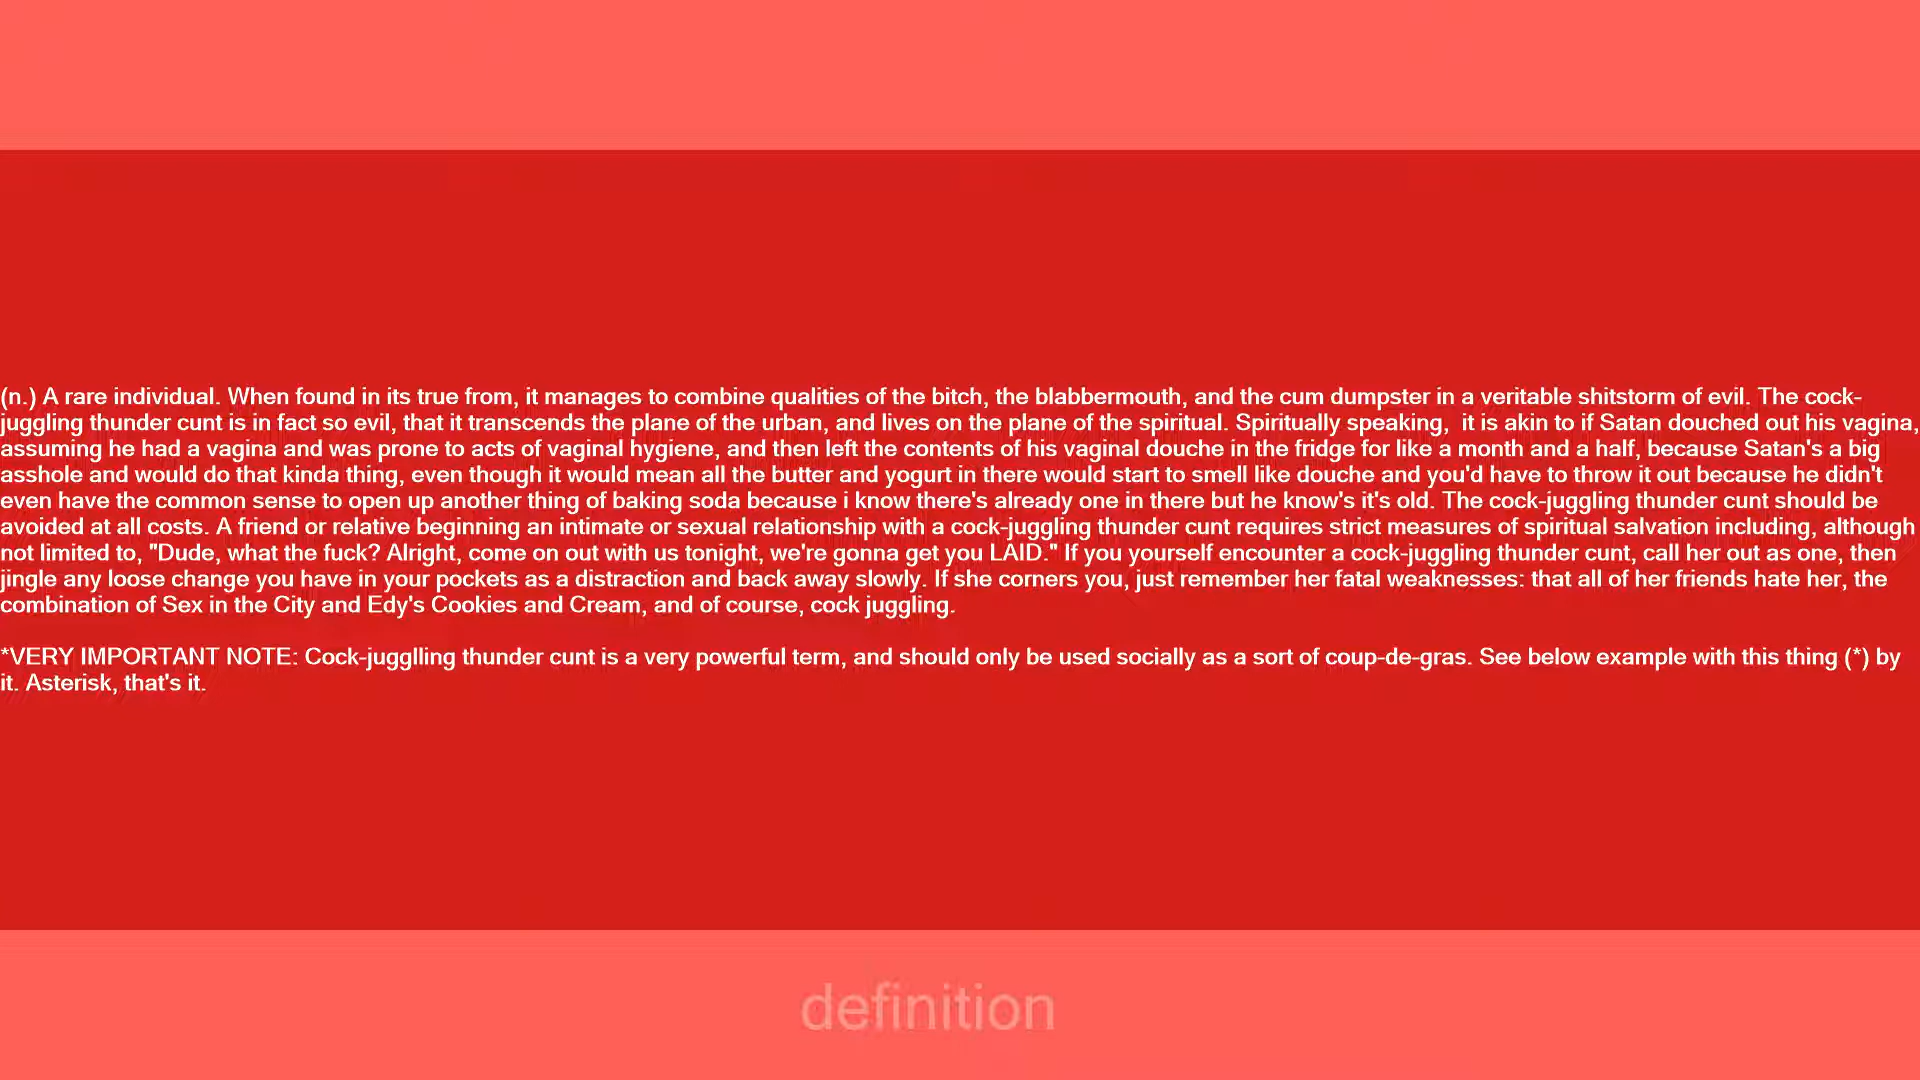 (n.) A rare individual. When found in its true from, it manages to combine qualities of the bitch, the blabbermouth, and the cum dumpster in a veritable shitstorm of evil. The cock-
juggling thunder cunt is in fact so evil, that it transcends the plane of the urban, and lives on the plane of the spiritual. Spiritually speaking,  it is akin to if Satan douched out his vagina,
assuming he had a vagina and was prone to acts of vaginal hygiene, and then left the contents of his vaginal douche in the fridge for like a month and a half, because Satan's a big
asshole and would do that kinda thing, even though it would mean all the butter and yogurt in there would start to smell like douche and you'd have to throw it out because he didn't
even have the common sense to open up another thing of baking soda because i know there's already one in there but he know's it's old. The cock-juggling thunder cunt should be
avoided at all costs. A friend or relative beginning an intimate or sexual relationship with a cock-juggling thunder cunt requires strict measures of spiritual salvation including, although
not limited to, "Dude, what the fuck? Alright, come on out with us tonight, we're gonna get you LAID." If you yourself encounter a cock-juggling thunder cunt, call her out as one, then
jingle any loose change you have in your pockets as a distraction and back away slowly. If she corners you, just remember her fatal weaknesses: that all of her friends hate her, the
combination of Sex in the City and Edy's Cookies and Cream, and of course, cock juggling.
*VERY IMPORTANT NOTE: Cock-jugglling thunder cunt is a very powerful term, and should only be used socially as a sort of coup-de-gras. See below example with this thing (*) by
it. Asterisk, that's it.
definition